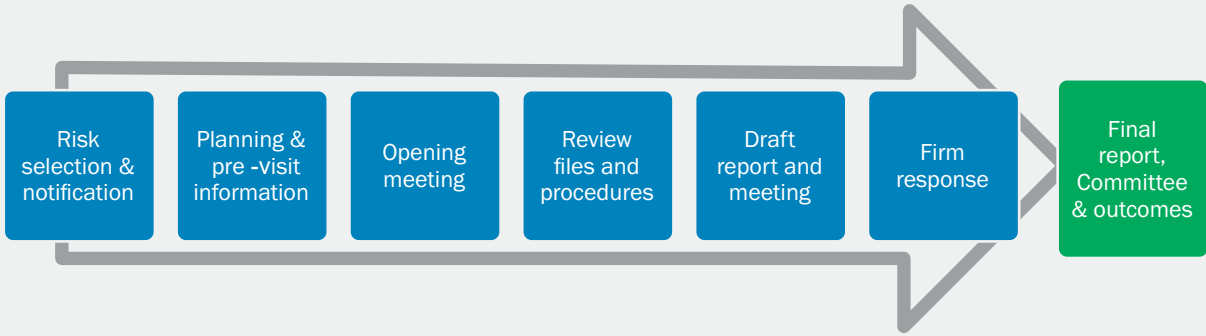 Risk
selection &
notification
Planning &
pre -visit
information
Opening
meeting
Review
files and
procedures
Draft
report and
meeting
Firm
response
Final
report,
Committee
& outcomes